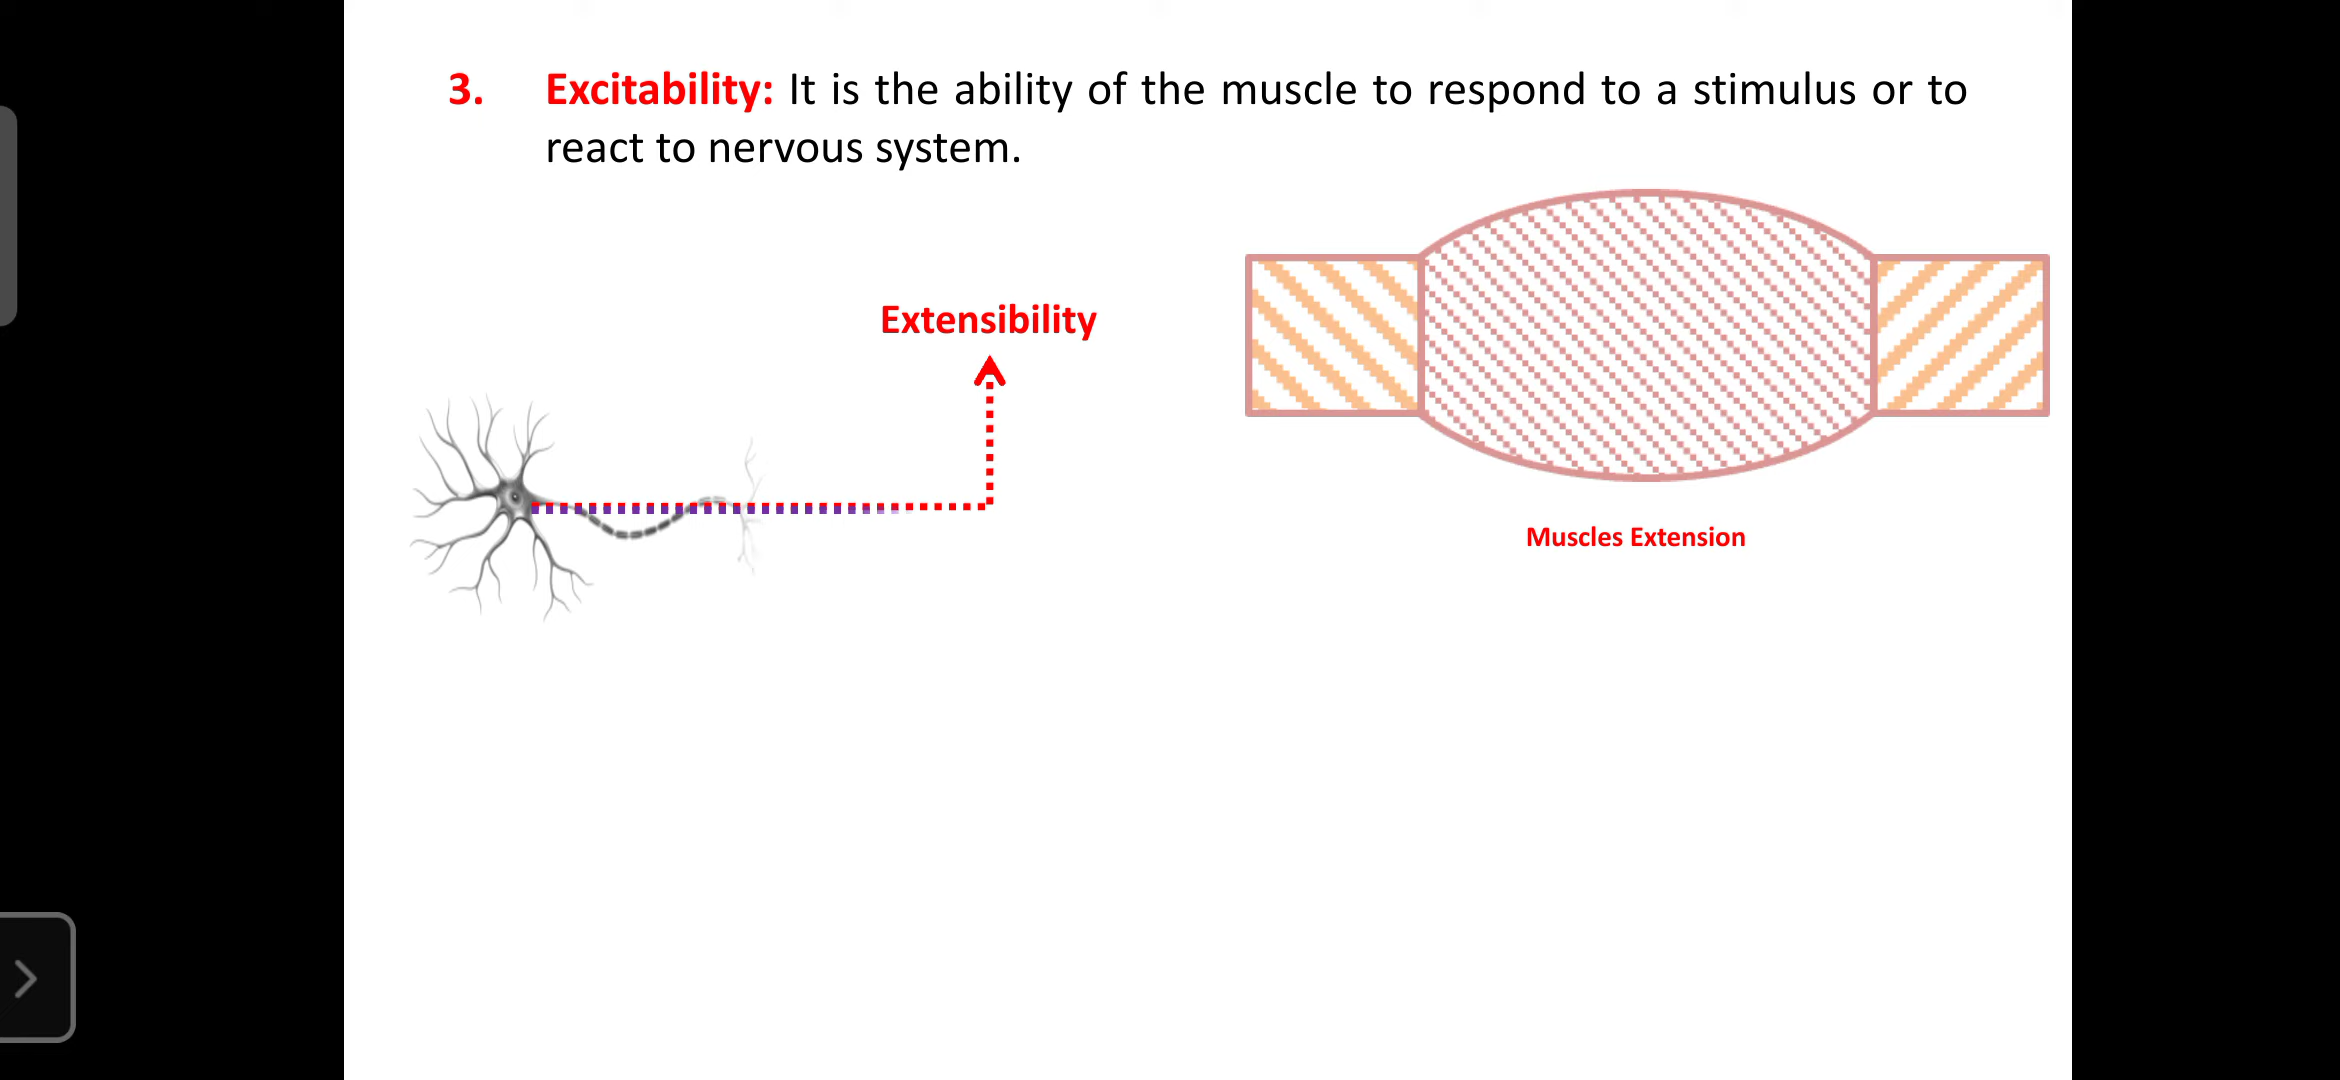 3. Excitability: It is the ability of the muscle to respond to a stimulus or to
react to nervous system.
Extensibility
Muscles Extension